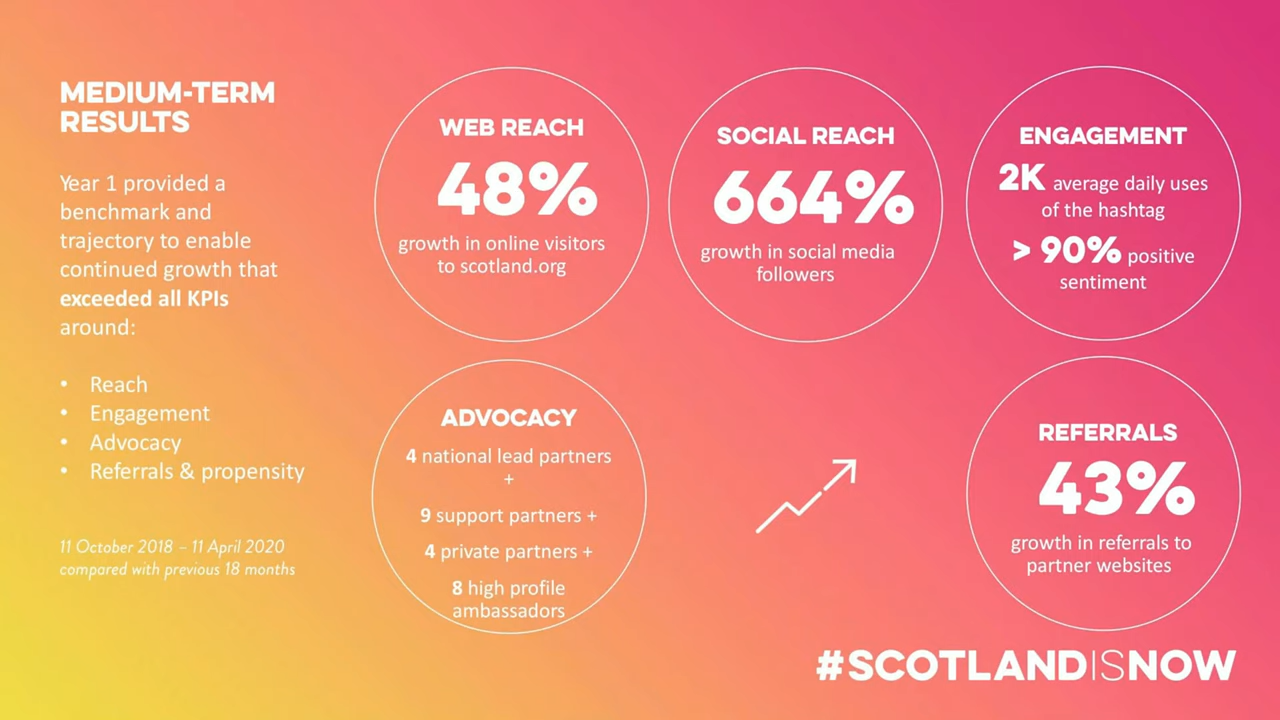 MEDIUM-TERM
RESULTS
Year 1 provided a
benchmark and
trajectory to enable
continued growth that
exceeded all KPIs
around:
• Reach
• Engagement
• Advocacy
• Referrals & propensity
11 October 2018 – 11 April 2020
compared with previous 18 months
WEB REACH
48%
growth in online visitors
to scotland.org
SOCIAL REACH
664%
growth in social media
followers
ENGAGEMENT
2K average daily uses
of the hashtag
> 90% positive
sentiment
ADVOCACY
4 national lead partners
+
9 support partners +
4 private partners +
8 high profile
ambassadors
REFERRALS
43%
growth in referrals to
partner websites
#SCOTLANDISNOW